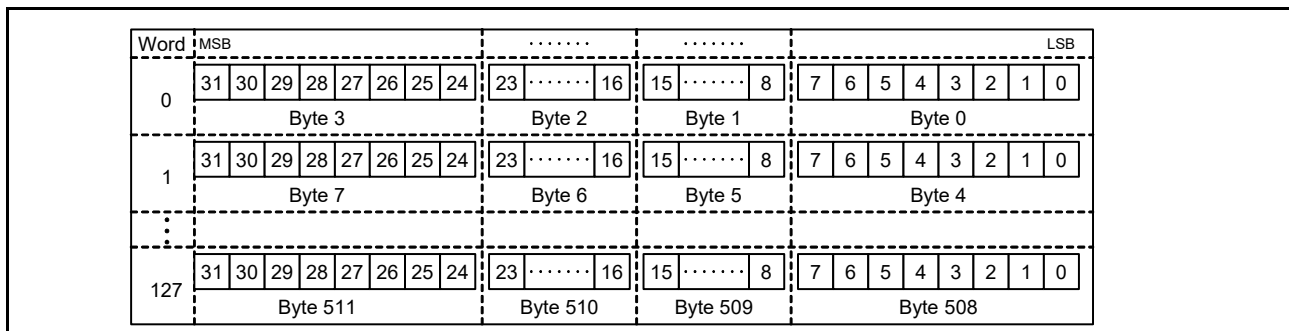 Word MSB ······· ······· LSB
0 31 30 29 28 27 26 25 24 23 ······· 16 15 ······· 8 7 6 5 4 3 2 1 0
Byte 3 Byte 2 Byte 1 Byte 0
1 31 30 29 28 27 26 25 24 23 ······· 16 15 ······· 8 7 6 5 4 3 2 1 0
Byte 7 Byte 6 Byte 5 Byte 4
⋮
127 31 30 29 28 27 26 25 24 23 ······· 16 15 ······· 8 7 6 5 4 3 2 1 0
Byte 511 Byte 510 Byte 509 Byte 508